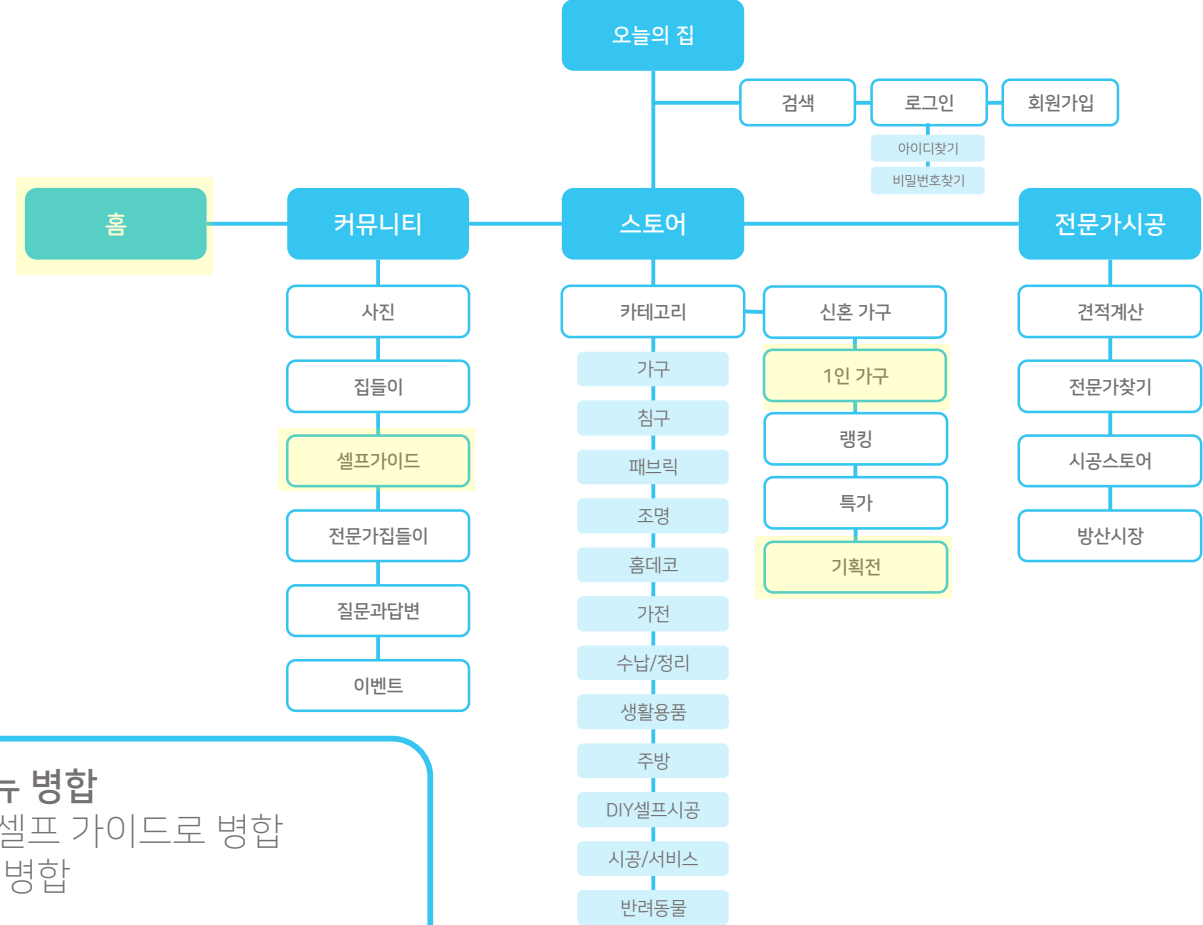 오늘의 집
검색
로그인
회원가입
아이디찾기
비밀번호찾기
홈
커뮤니티
스토어
전문가시공
사진
집들이
셀프가이드
전문가집들이
질문과답변
이벤트
카테고리
가구
침구
패브릭
조명
홈데코
가전
수납/정리
생활용품
주방
DIY셀프시공
시공/서비스
반려동물
신혼 가구
1인 가구
랭킹
특가
기획전
견적계산
전문가찾기
시공스토어
방산시장
뉴 병합
셀프 가이드로 병합
병합